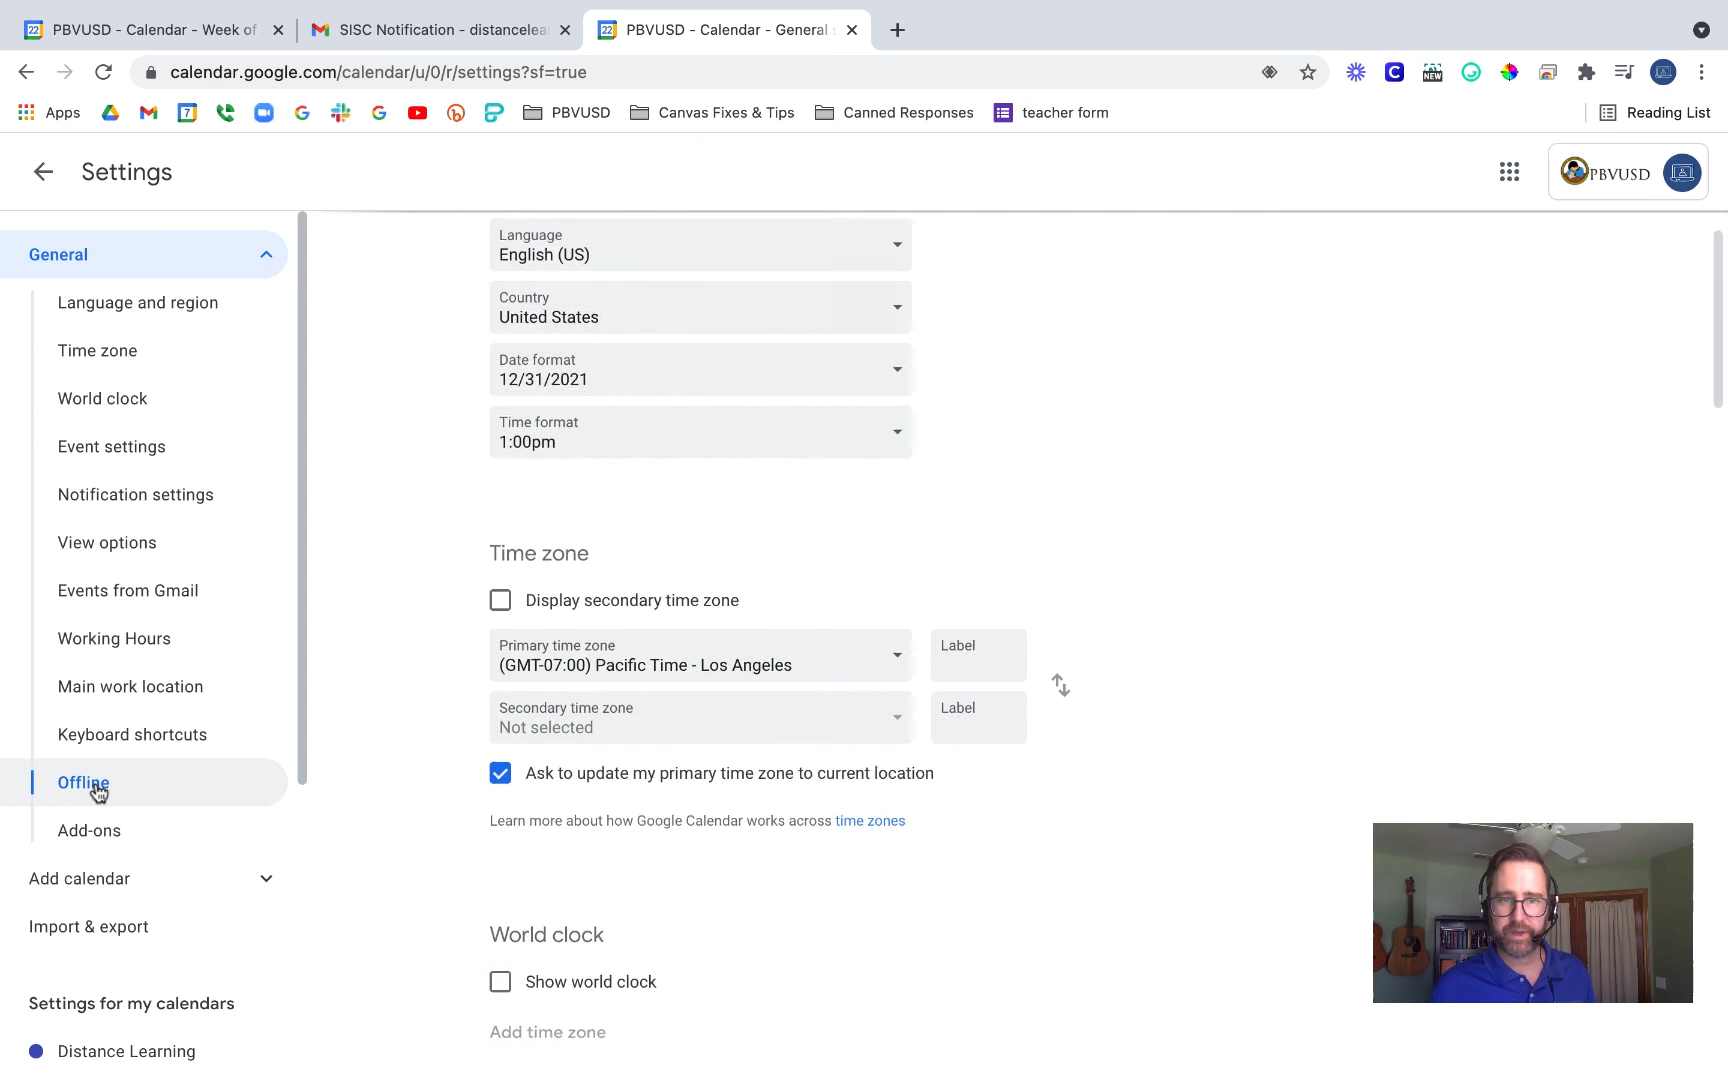 PBVUSD - Calendar - Week of
SISC Notification - distancelea
PBVUSD - Calendar - General s
calendar.google.com/calendar/u/0/r/settings?sf=true
Apps
PBVUSD
Canvas Fixes & Tips
Canned Responses
teacher form
Reading List
Settings
PBVUSD
General
Language and region
Time zone
World clock
Event settings
Notification settings
View options
Events from Gmail
Working Hours
Main work location
Keyboard shortcuts
Offline
Add-ons
Add calendar
Import & export
Settings for my calendars
Distance Learning
Language
English (US)
Country
United States
Date format
12/31/2021
Time format
1:00pm
Time zone
Display secondary time zone
Primary time zone
(GMT-07:00) Pacific Time - Los Angeles
Label
Secondary time zone
Not selected
Label
Ask to update my primary time zone to current location
Learn more about how Google Calendar works across time zones
World clock
Show world clock
Add time zone